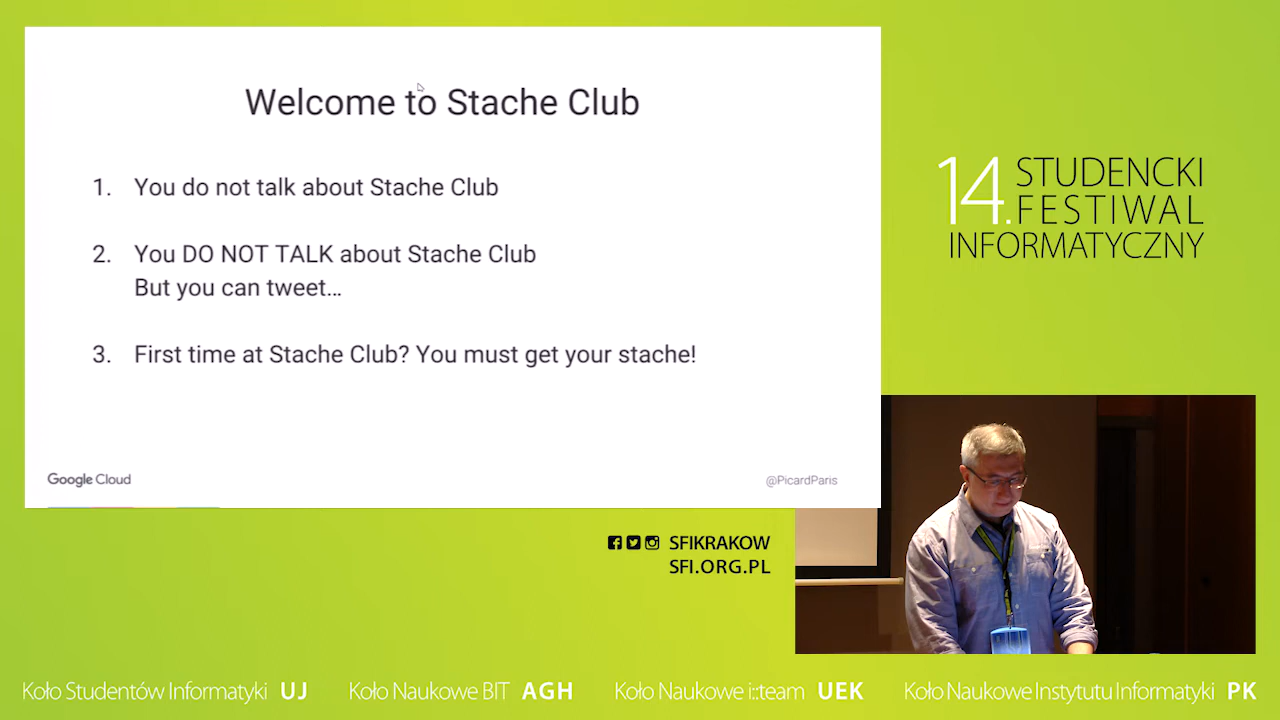 Welcome to Stache Club
1. You do not talk about Stache Club
2. You DO NOT TALK about Stache Club
But you can tweet…
3. First time at Stache Club? You must get your stache!
Google Cloud
@PicardParis
14. STUDENCKI
FESTIWAL
INFORMATYCZNY
SFIKRAKOW
SFI.ORG.PL
Koło Studentów Informatyki UJ
Koło Naukowe BIT AGH
Koło Naukowe i::team UEK
Koło Naukowe Instytutu Informatyki PK